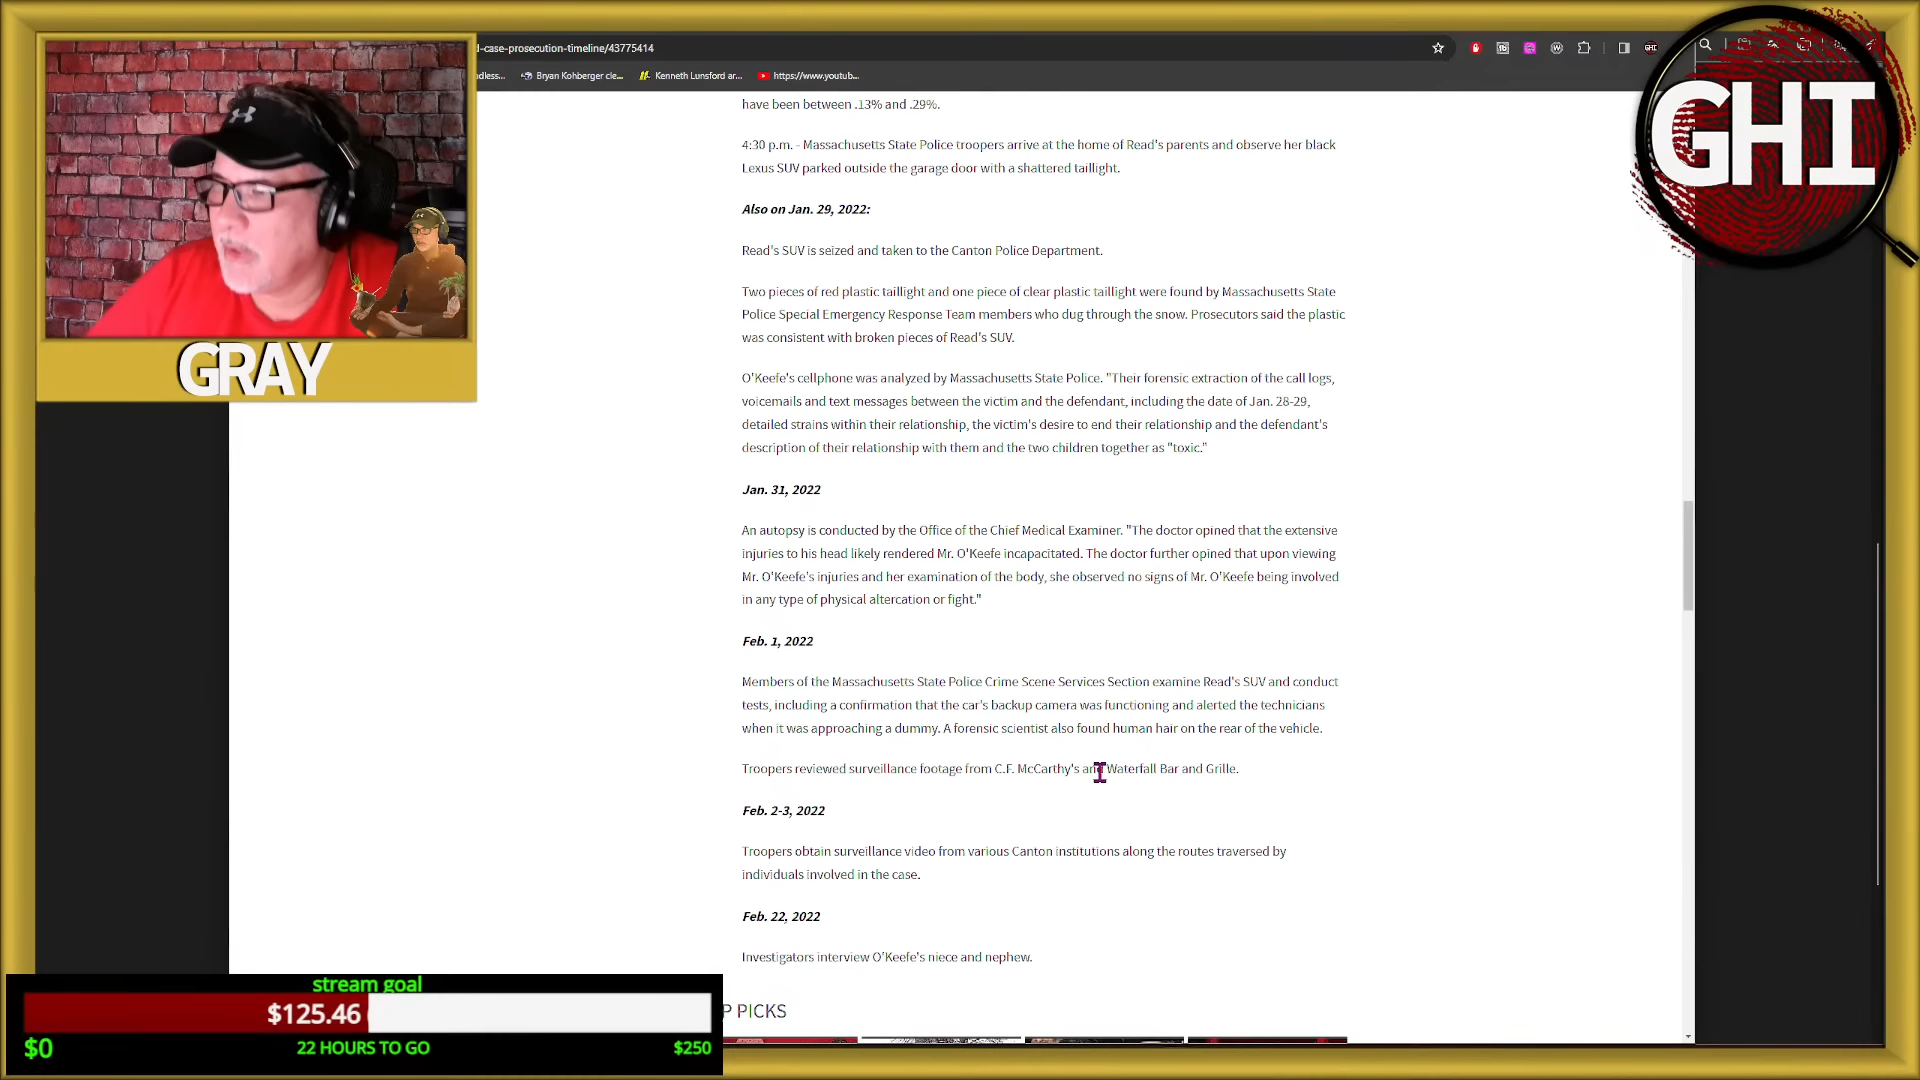 d-case-prosecution-timeline/43775414
ndless...
Bryan Kohberger cle...
Kenneth Lunsford ar...
https://www.youtub...
GHI
GHI
have been between .13% and .29%.
4:30 p.m. - Massachusetts State Police troopers arrive at the home of Read's parents and observe her black
Lexus SUV parked outside the garage door with a shattered taillight.
Also on Jan. 29, 2022:
Read's SUV is seized and taken to the Canton Police Department.
Two pieces of red plastic taillight and one piece of clear plastic taillight were found by Massachusetts State
Police Special Emergency Response Team members who dug through the snow. Prosecutors said the plastic
was consistent with broken pieces of Read's SUV.
GRAY
O'Keefe's cellphone was analyzed by Massachusetts State Police. "Their forensic extraction of the call logs,
voicemails and text messages between the victim and the defendant, including the date of Jan. 28-29,
detailed strains within their relationship, the victim's desire to end their relationship and the defendant's
description of their relationship with them and the two children together as "toxic."
Jan. 31, 2022
An autopsy is conducted by the Office of the Chief Medical Examiner. "The doctor opined that the extensive
injuries to his head likely rendered Mr. O'Keefe incapacitated. The doctor further opined that upon viewing
Mr. O'Keefe's injuries and her examination of the body, she observed no signs of Mr. O'Keefe being involved
in any type of physical altercation or fight."
Feb. 1, 2022
Members of the Massachusetts State Police Crime Scene Services Section examine Read's SUV and conduct
tests, including a confirmation that the car's backup camera was functioning and alerted the technicians
when it was approaching a dummy. A forensic scientist also found human hair on the rear of the vehicle.
Troopers reviewed surveillance footage from C.F. McCarthy's and Waterfall Bar and Grille.
Feb. 2-3, 2022
Troopers obtain surveillance video from various Canton institutions along the routes traversed by
individuals involved in the case.
Feb. 22, 2022
Investigators interview O'Keefe's niece and nephew.
P PICKS
stream goal
$125.46
$0
22 HOURS TO GO
$250